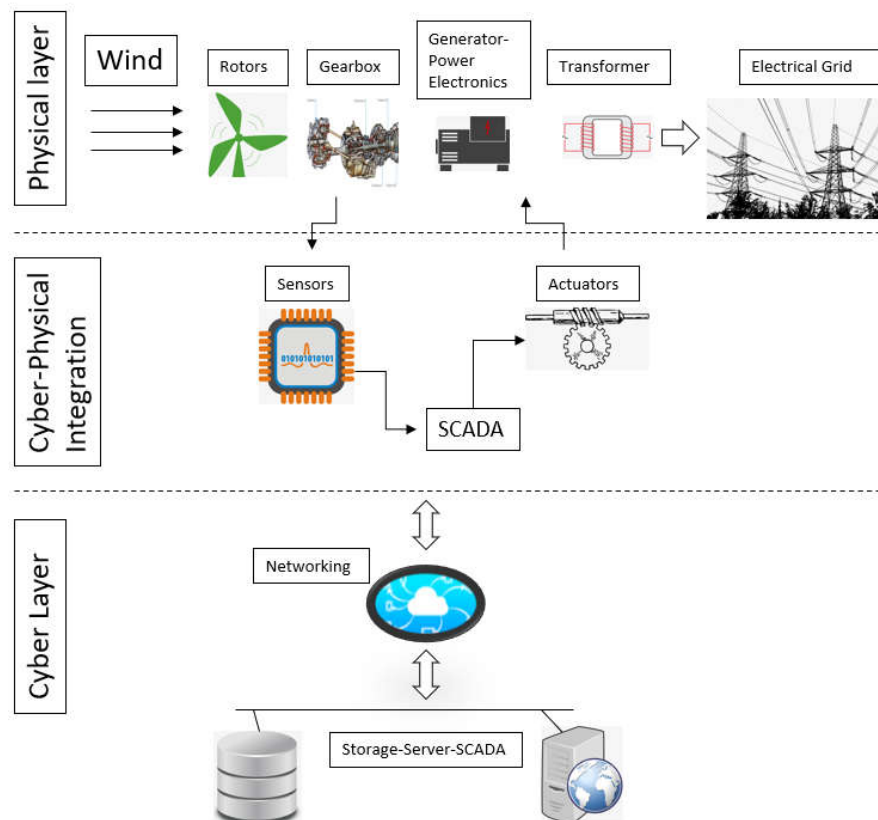 Physical layer
Wind
Rotors
Gearbox
Generator-
Power
Electronics
Transformer
Electrical Grid
Cyber-Physical
Integration
Sensors
010101010101
Actuators
SCADA
Cyber Layer
Networking
Storage-Server-SCADA